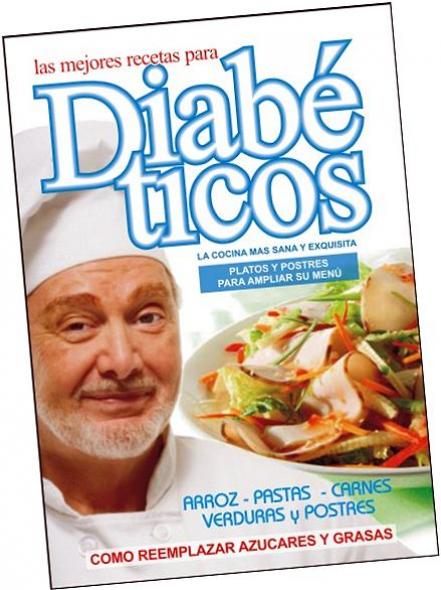 las mejores recetas para
Diabé
ticos
LA COCINA MAS SANA Y EXQUISITA
PLATOS Y POSTRES
PARA AMPLIAR SU MENÚ
ARROZ - PASTAS - CARNES
VERDURAS y POSTRES
COMO REEMPLAZAR AZUCARES Y GRASAS